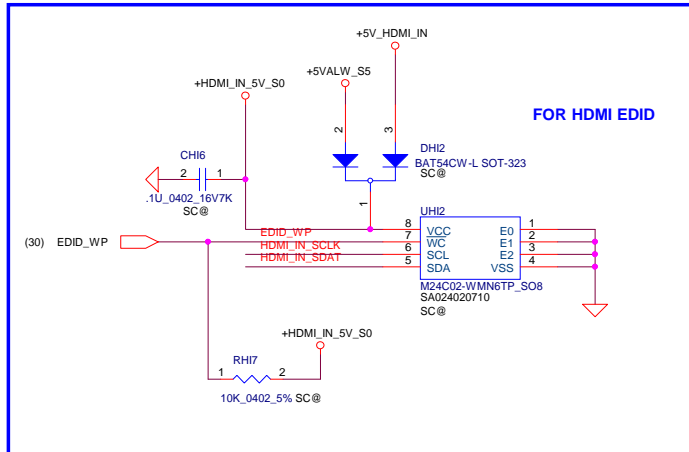 +5V_HDMI_IN
+5VALW_S5
+HDMI_IN_5V_S0
FOR HDMI EDID
2
3
DHI2
BAT54CW-L SOT-323
SC@
CHI6
2
1
.1U_0402_16V7K
SC@
1
UHI2
(30) EDID_WP
EDID_WP
HDMI_IN_SCLK
HDMI_IN_SDAT
8
7
6
5
VCC
WC
SCL
SDA
E0
E1
E2
VSS
1
2
3
4
M24C02-WMN6TP_SO8
SA024020710
SC@
+HDMI_IN_5V_S0
RHI7
1
2
10K_0402_5% SC@